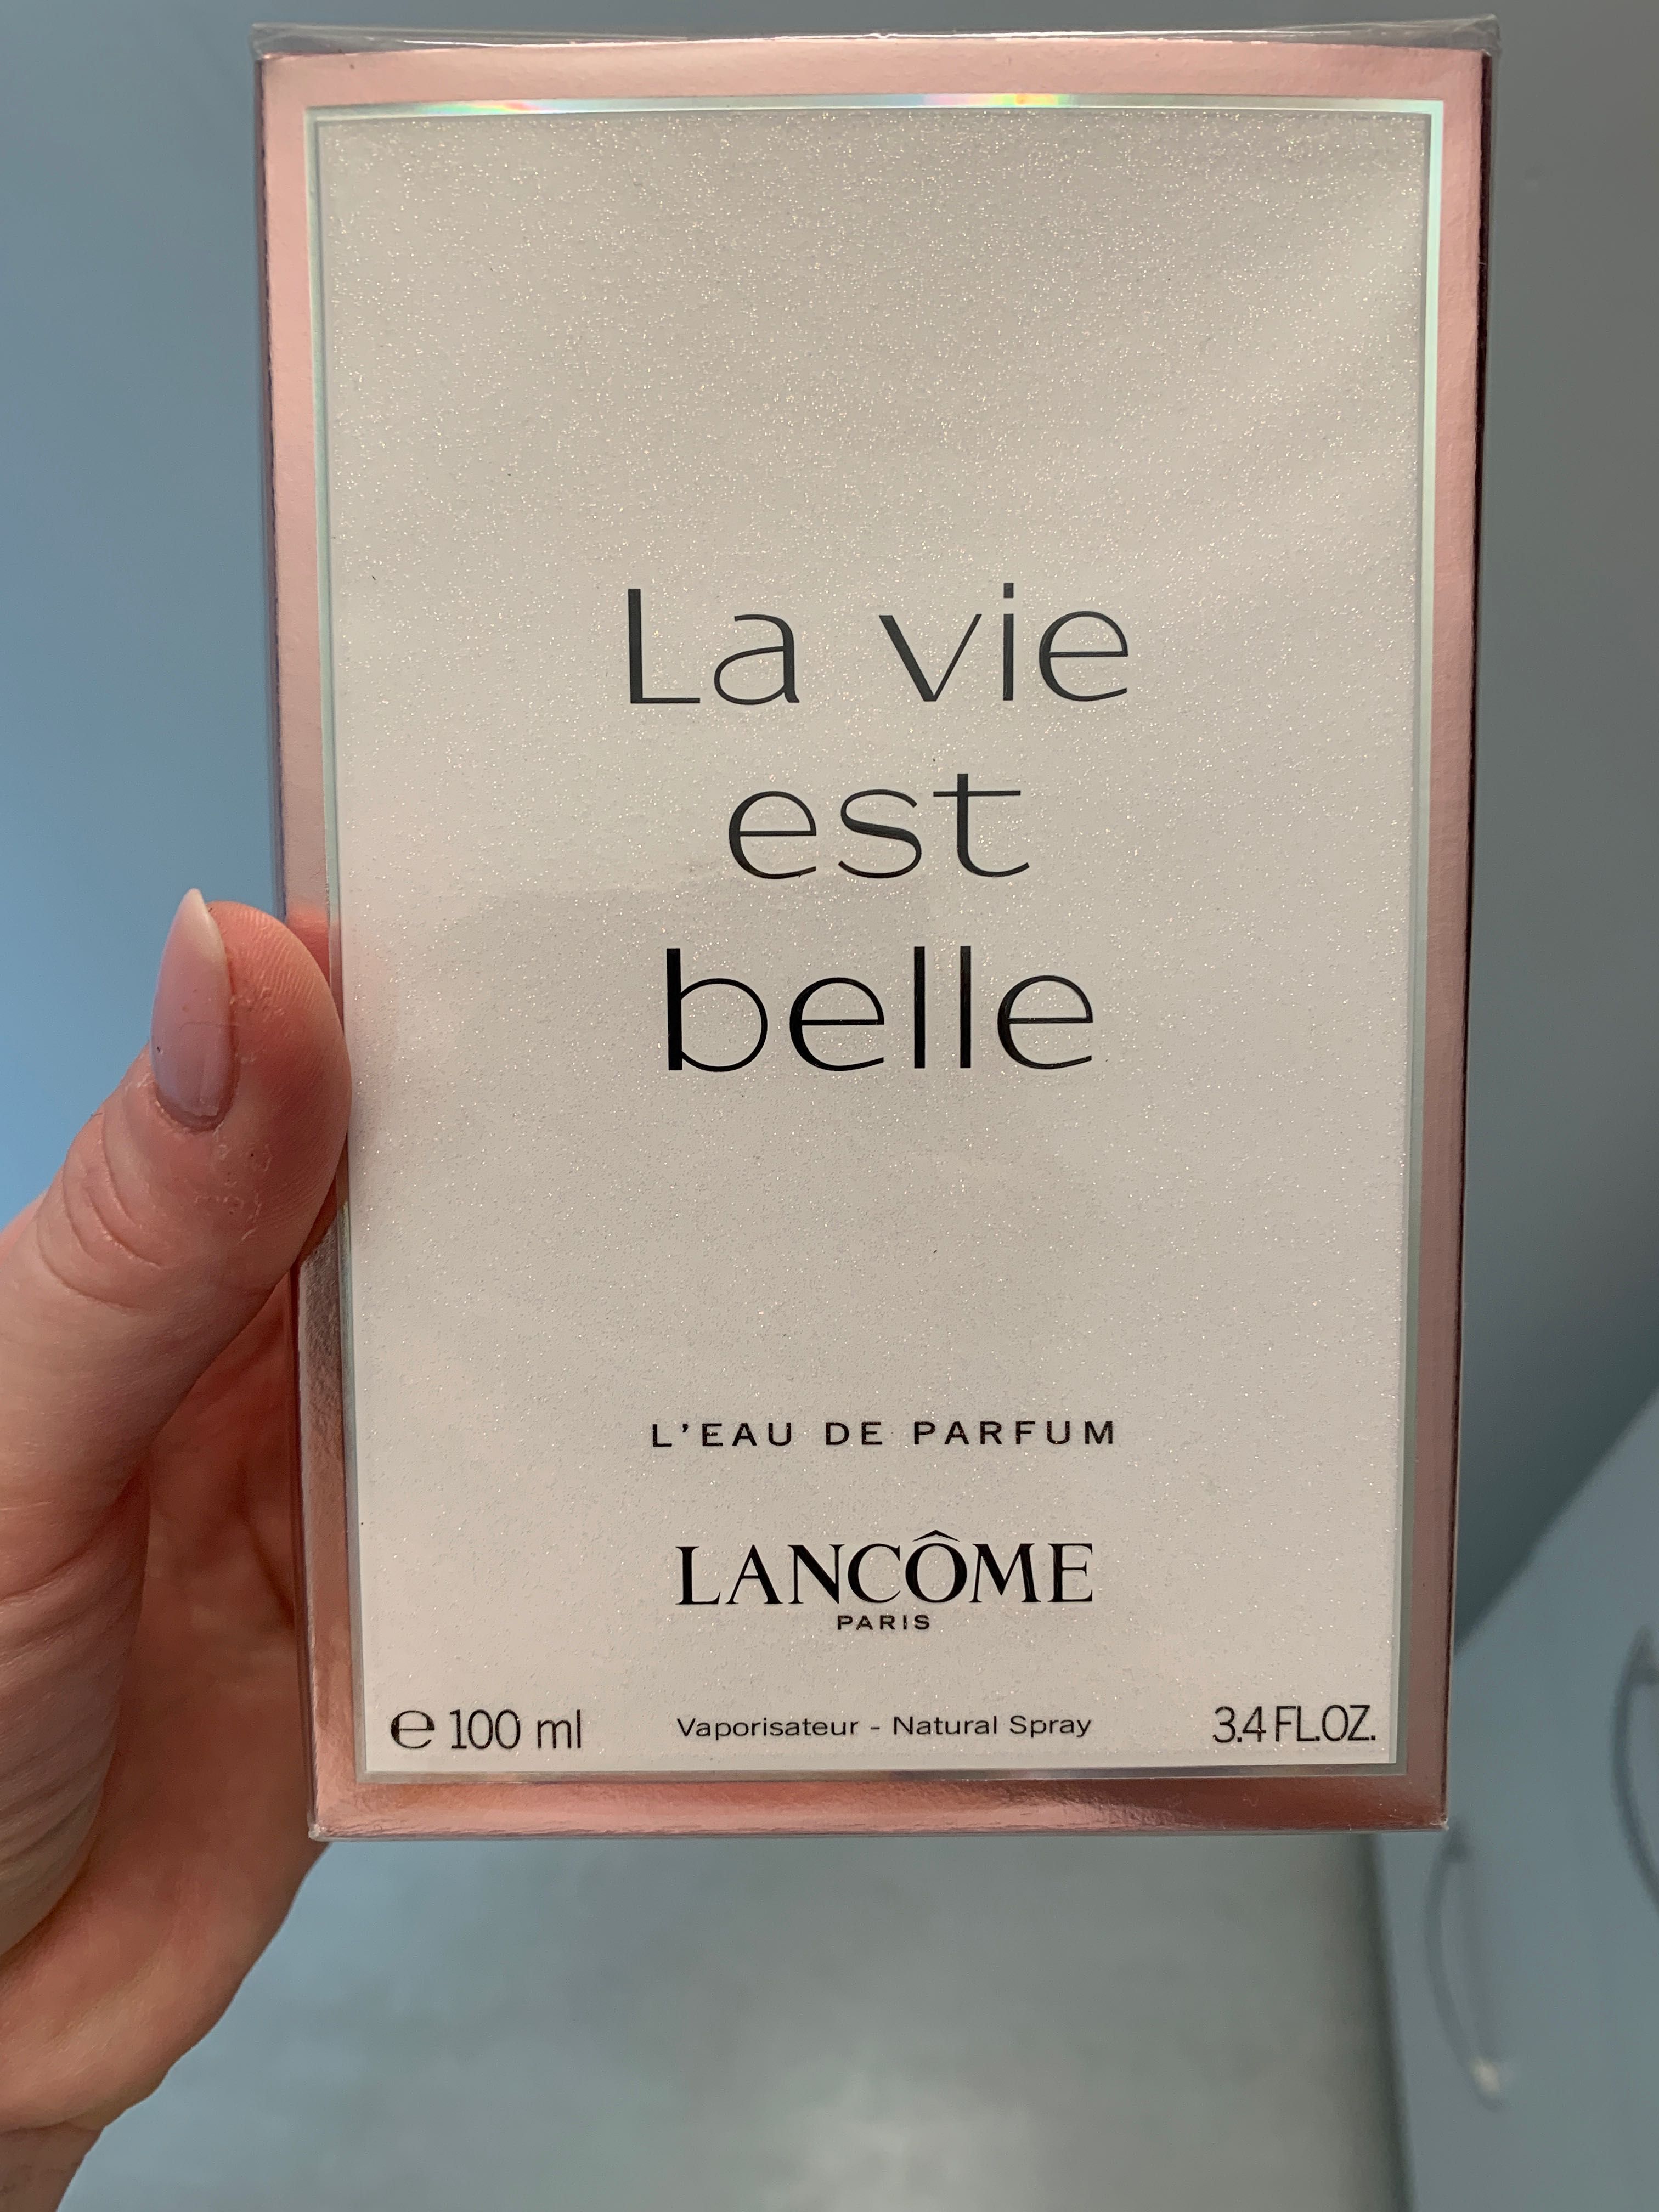 La vie
est
belle
L'EAU DE PARFUM
LANCÔME
PARIS
℮ 100 ml Vaporisateur - Natural Spray 3.4 FL.OZ.